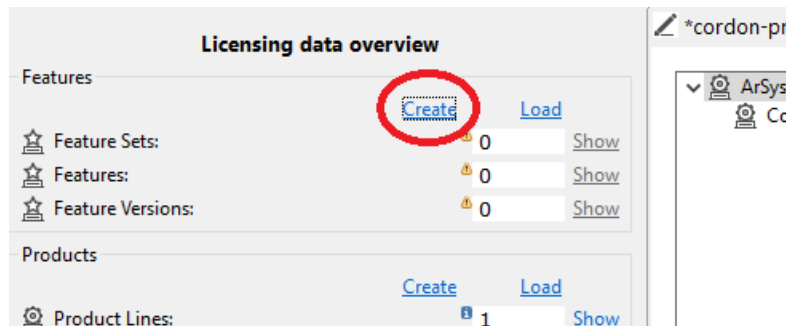 Licensing data overview
Features
Create Load
Feature Sets: 0 Show
Features: 0 Show
Feature Versions: 0 Show
Products
Create Load
Product Lines: 1 Show
*cordon-pr
ArSys
Co